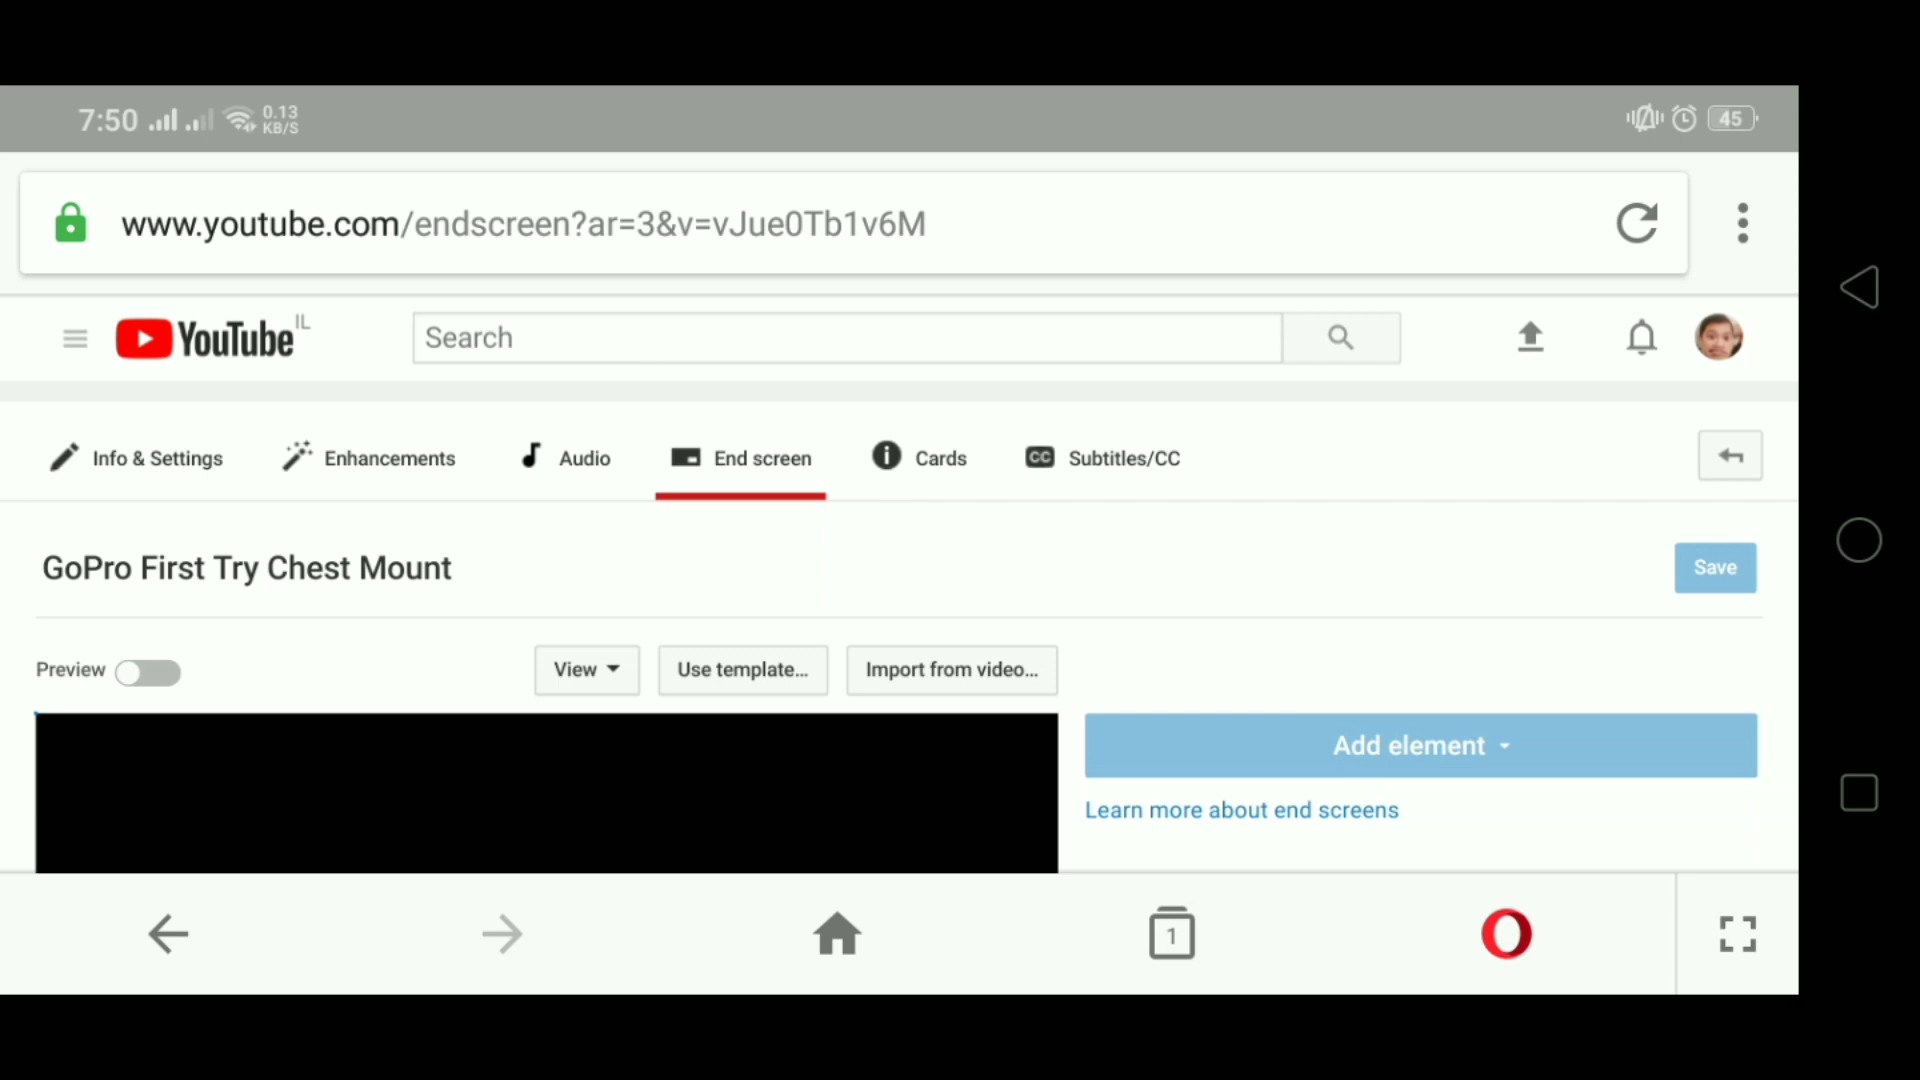 7:50 0.13 KB/S 45
www.youtube.com/endscreen?ar=3&v=vJue0Tb1v6M
YouTube IL Search
Info & Settings Enhancements Audio End screen Cards CC Subtitles/CC
GoPro First Try Chest Mount Save
Preview View Use template... Import from video...
Add element
Learn more about end screens
1